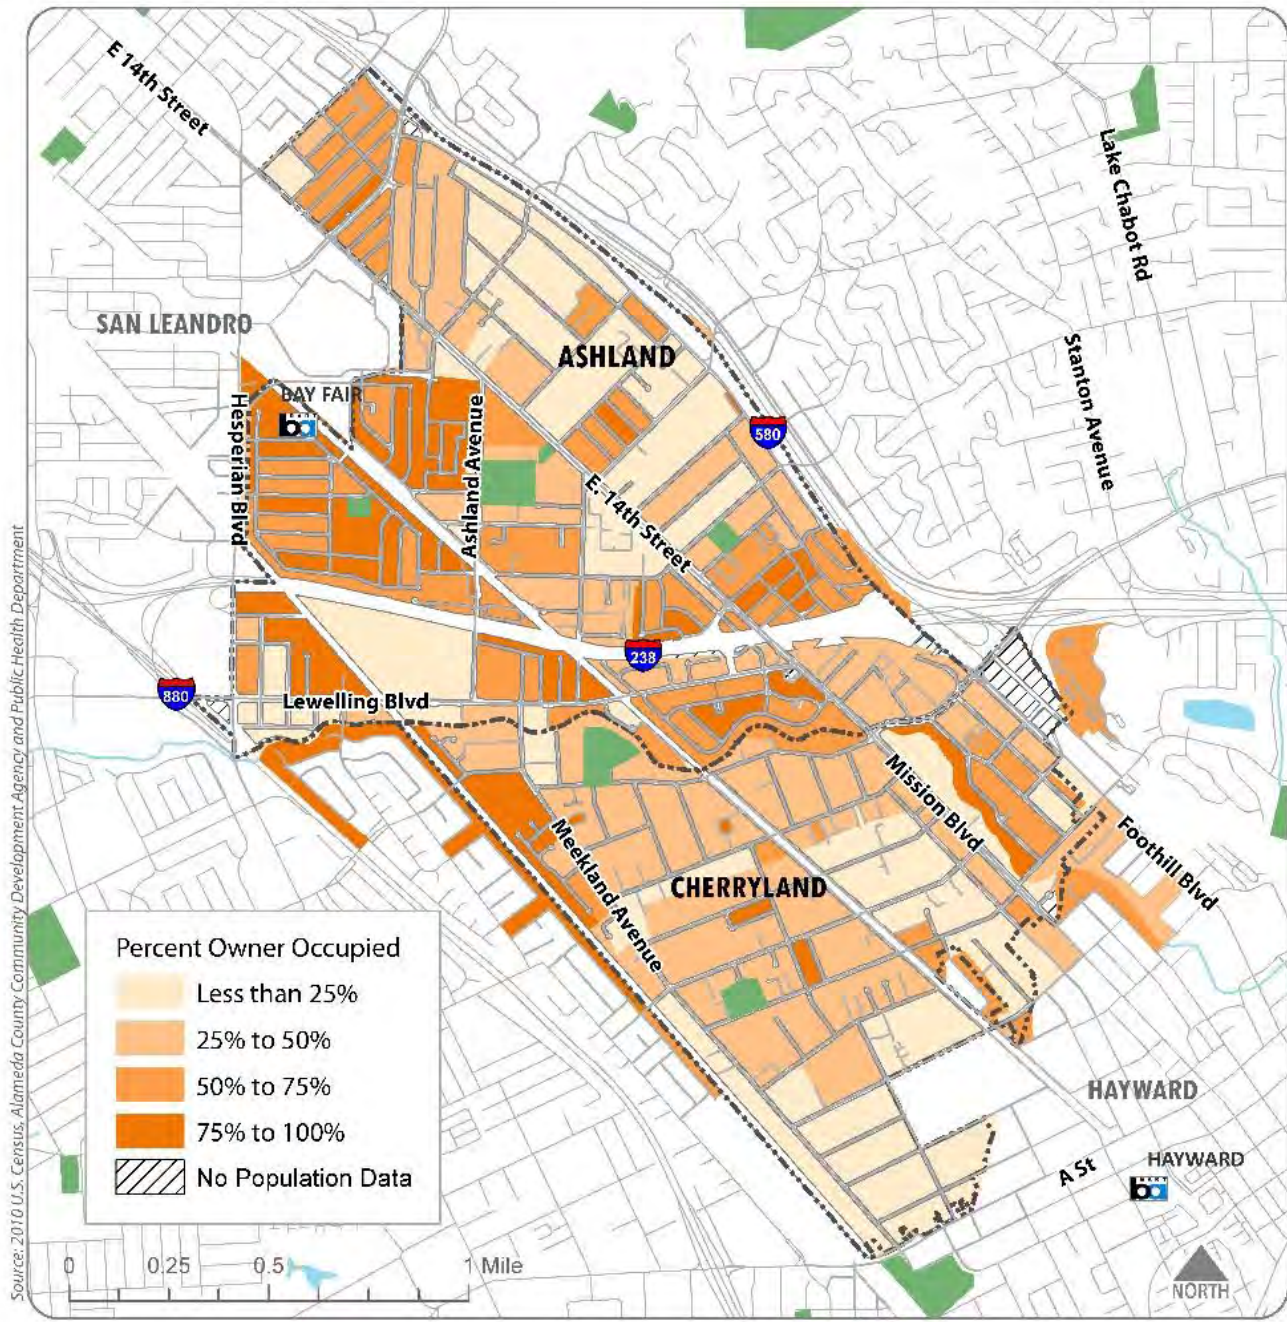 E 14th Street
Lake Chabot Rd
SAN LEANDRO
Stanton Avenue
ASHLAND
BAY FAIR
ba
Hesperian Blvd
Ashland Avenue
580
E. 14th Street
238
880
Lewelling Blvd
Mission Blvd
Foothill Blvd
Meekland Avenue
CHERRYLAND
Percent Owner Occupied
Less than 25%
25% to 50%
50% to 75%
75% to 100%
No Population Data
HAYWARD
A St
HAYWARD
ba
0 0.25 0.5 1 Mile
NORTH
Source: 2010 U.S. Census, Alameda County Community Development Agency and Public Health Department